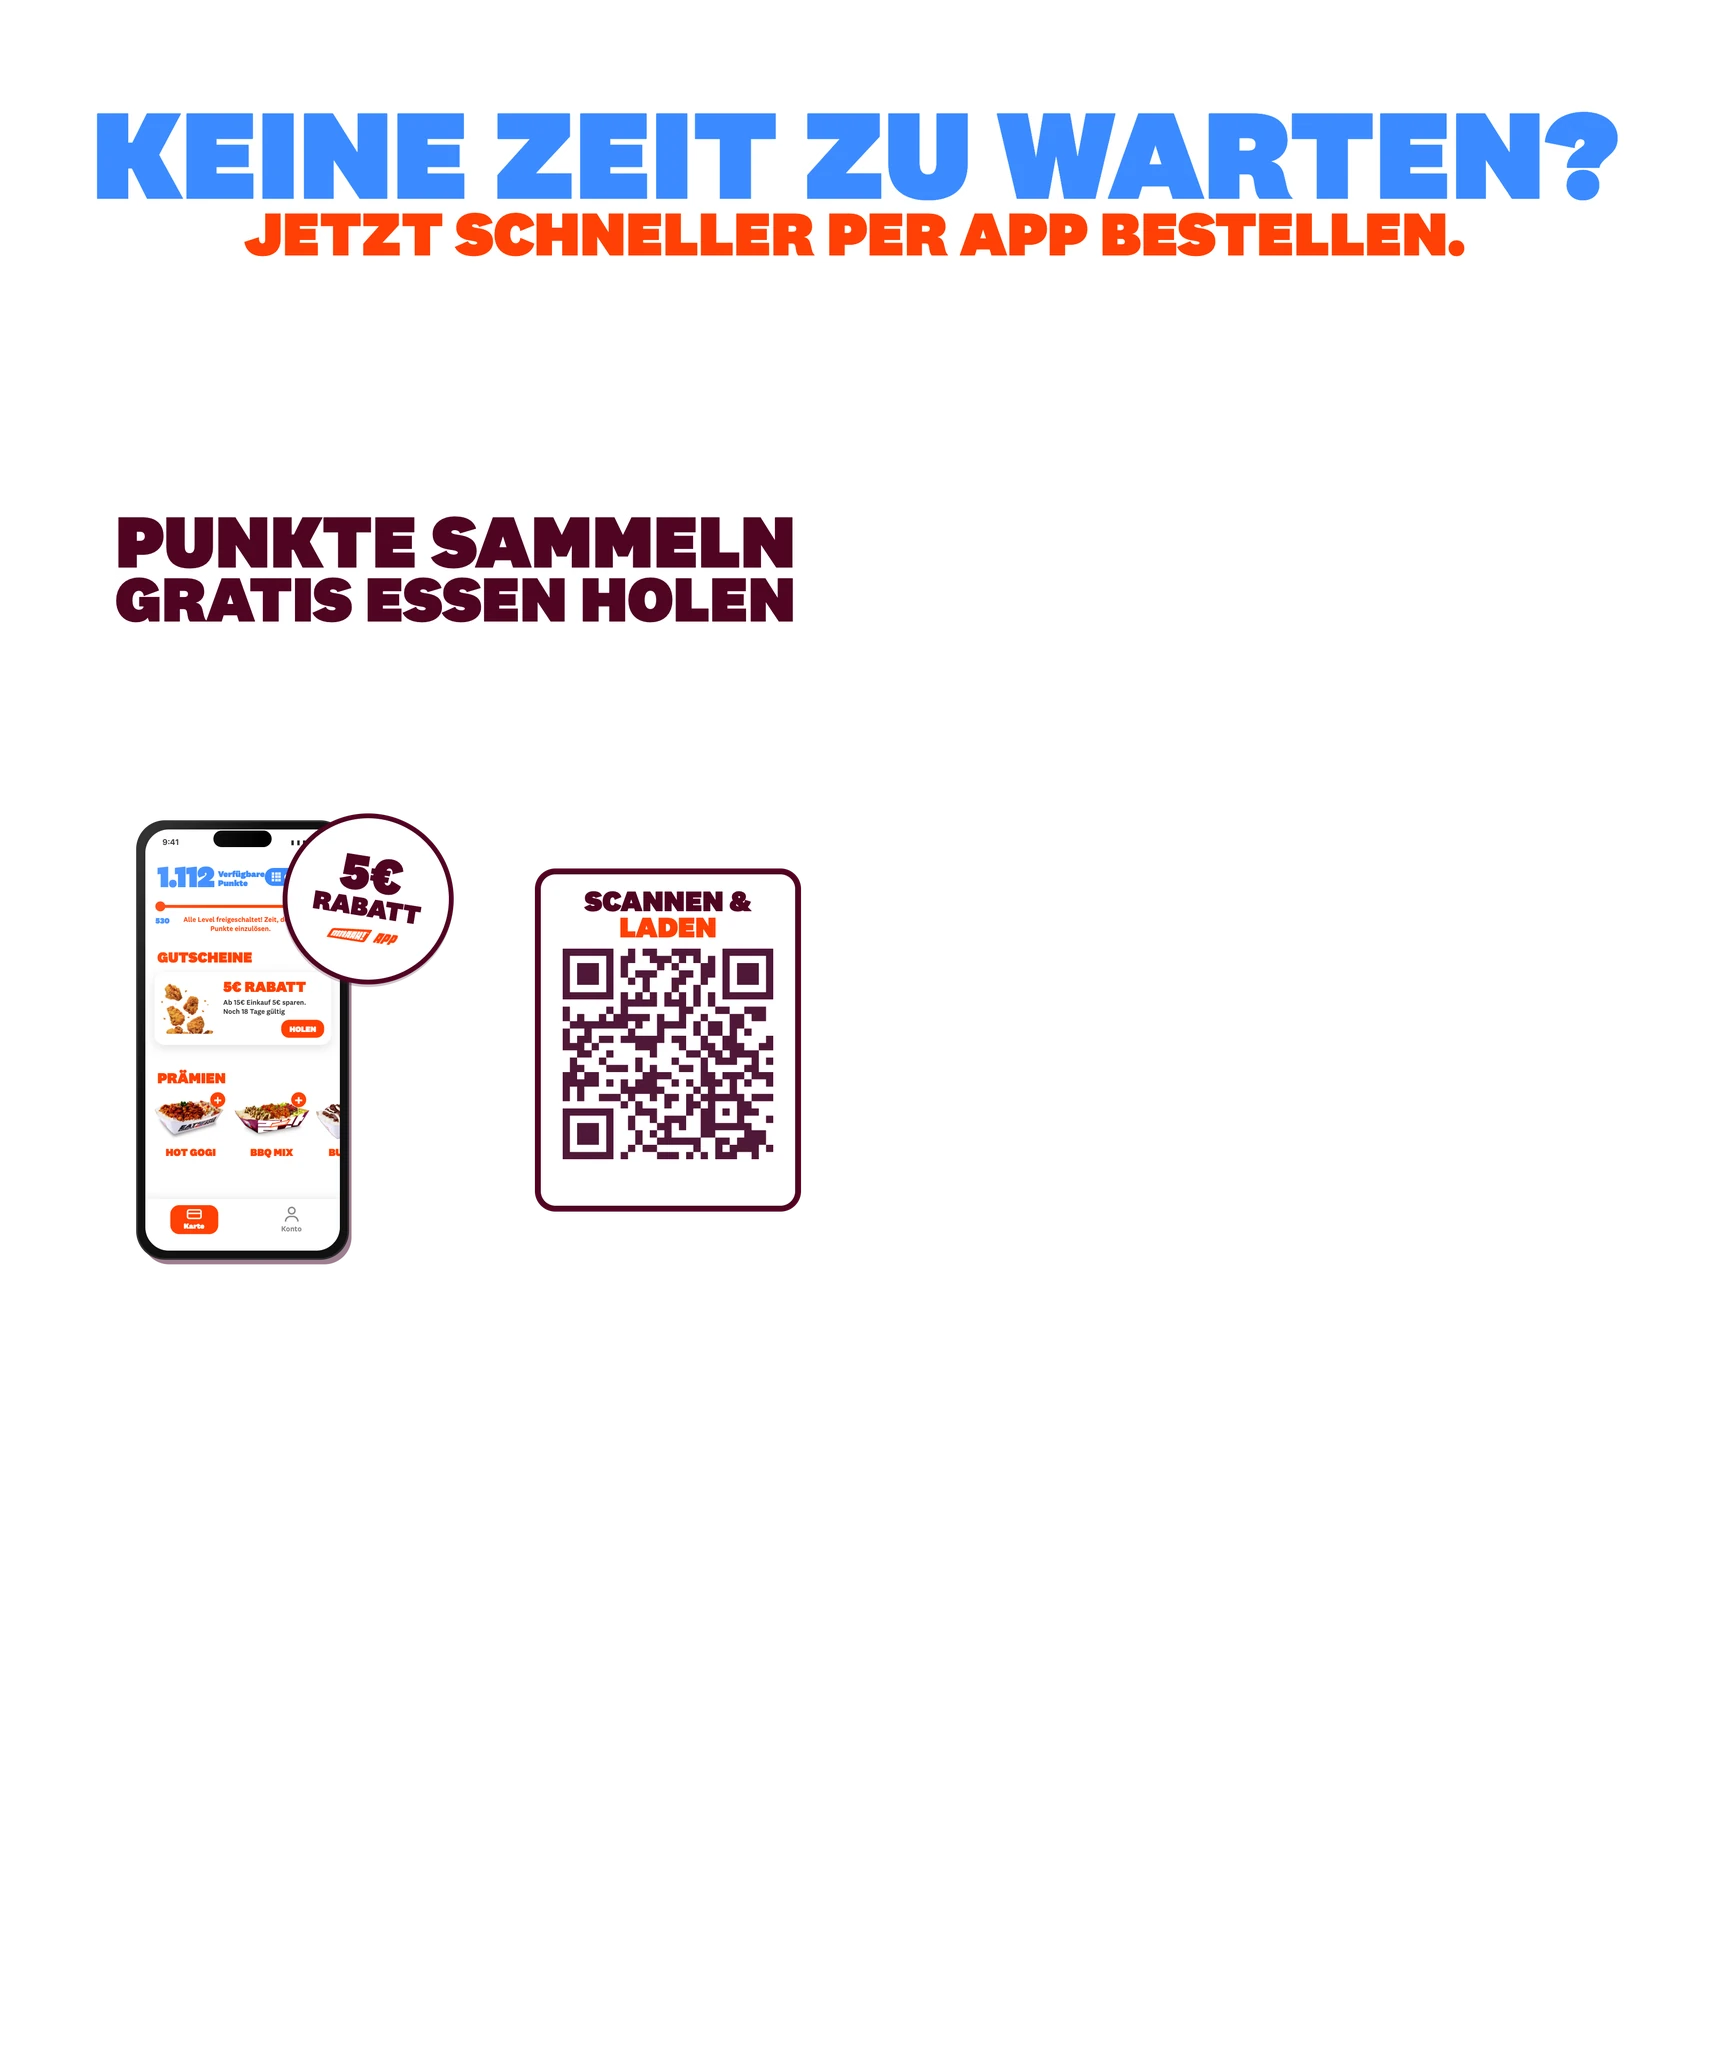 KEINE ZEIT ZU WARTEN?
JETZT SCHNELLER PER APP BESTELLEN.
PUNKTE SAMMELN
GRATIS ESSEN HOLEN
9:41
1.112 Verfügbare
Punkte
530
Alle Level freigeschaltet! Zeit,
Punkte einzulösen.
GUTSCHEINE
5€ RABATT
Ab 15€ Einkauf 5€ sparen.
Noch 18 Tage gültig
HOLEN
PRÄMIEN
HOT GOGI
BBQ MIX
Karte
Konto
5€
RABATT
APP
SCANNEN &
LADEN